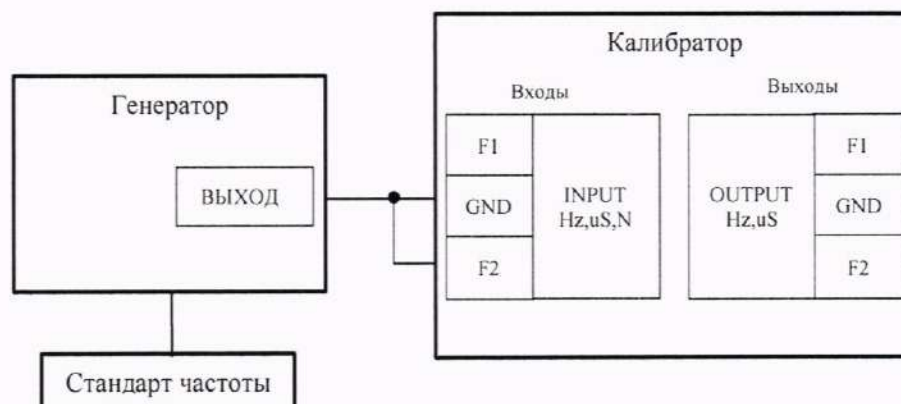 Калибратор
Генератор
Входы
Выходы
ВЫХОД
F1
GND
F2
INPUT
Hz,uS,N
OUTPUT
Hz,uS
F1
GND
F2
Стандарт частоты